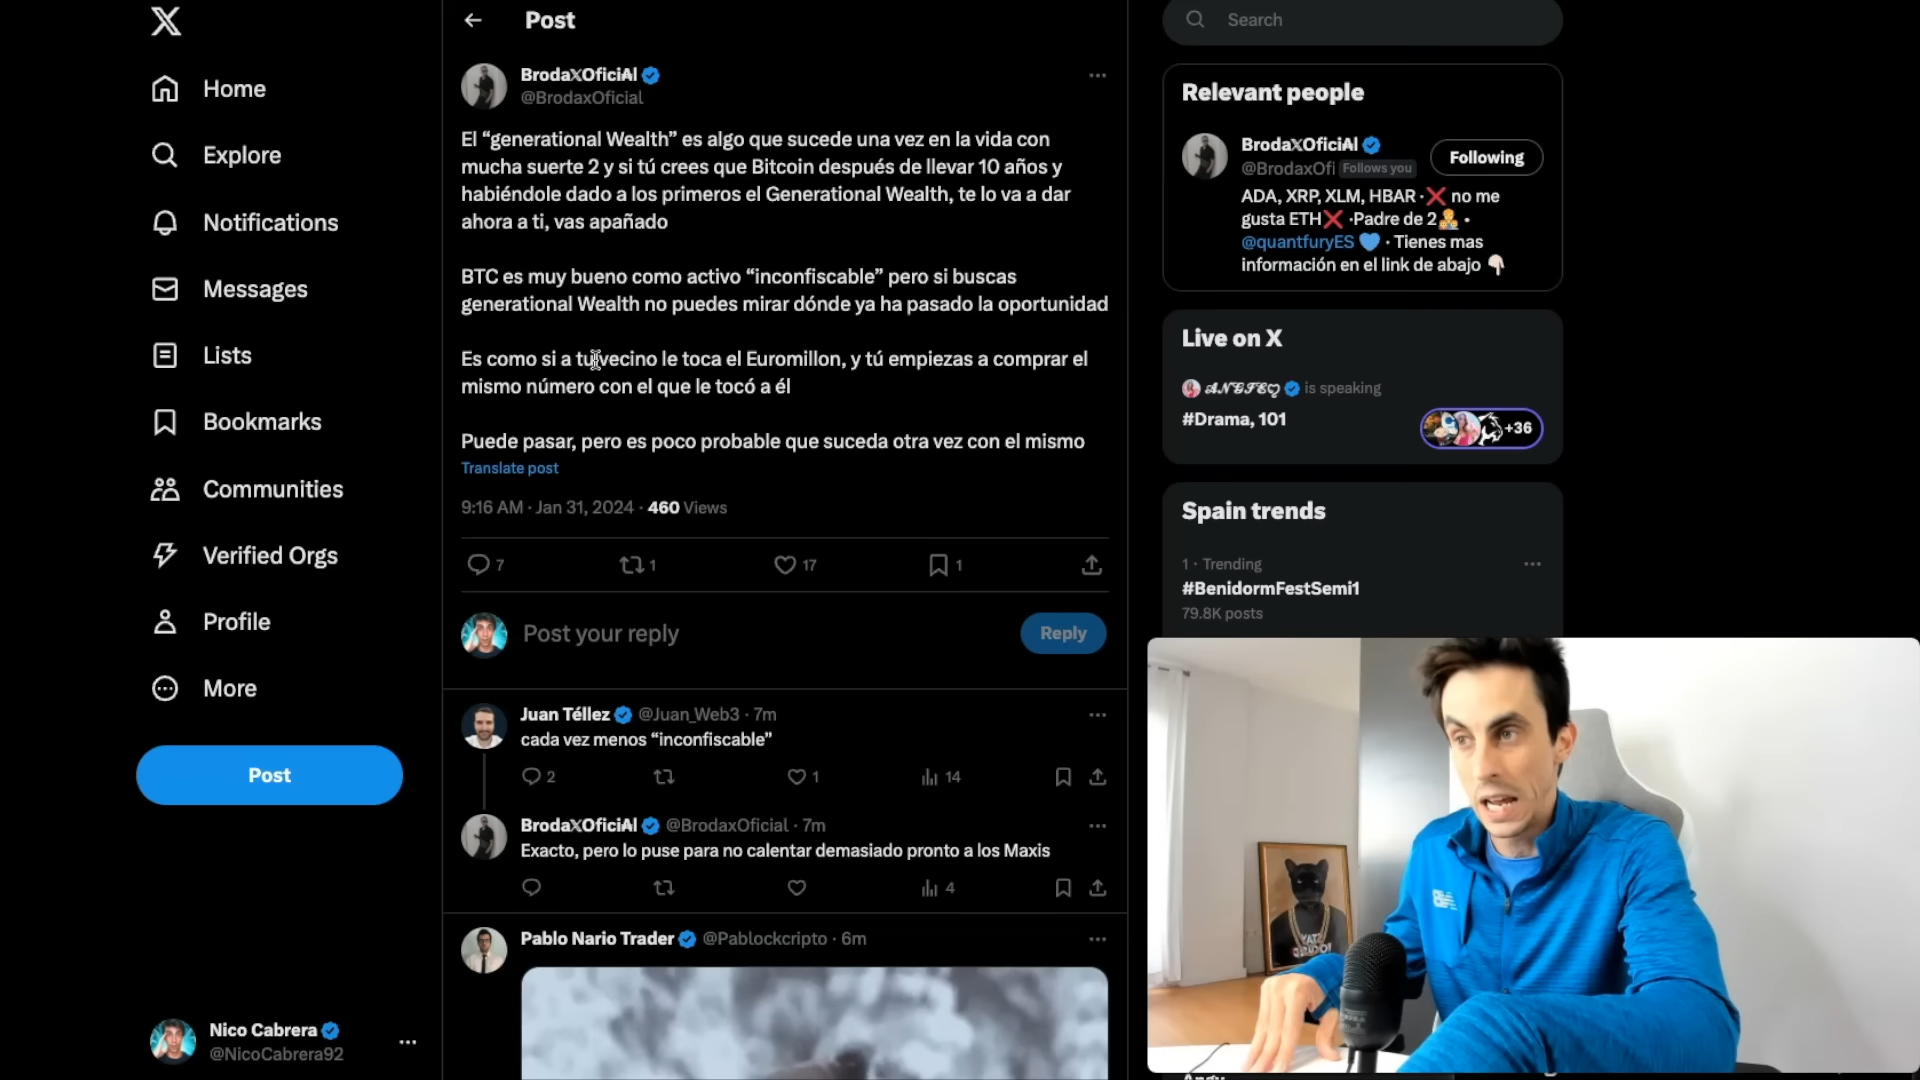 Home
Explore
Notifications
Messages
Lists
Bookmarks
Communities
Verified Orgs
Profile
More
Post
Nico Cabrera
@NicoCabrera92
Post
@BrodaxOficial
El “generational Wealth” es algo que sucede una vez en la vida con
mucha suerte 2 y si tú crees que Bitcoin después de llevar 10 años y
habiéndole dado a los primeros el Generational Wealth, te lo va a dar
ahora a ti, vas apañado
BTC es muy bueno como activo “inconfiscable” pero si buscas
generational Wealth no puedes mirar dónde ya ha pasado la oportunidad
Es como si a tu vecino le toca el Euromillon, y tú empiezas a comprar el
mismo número con el que le tocó a él
Puede pasar, pero es poco probable que suceda otra vez con el mismo
Translate post
9:16 AM · Jan 31, 2024 · 460 Views
7 1 17 1
Post your reply
Reply
Juan Téllez @Juan_Web3 · 7m
cada vez menos “inconfiscable”
2 1 14
Broda𝕏OficiAl @BrodaxOficial · 7m
Exacto, pero lo puse para no calentar demasiado pronto a los Maxis
4
Pablo Nario Trader @Pablockcripto · 6m
Search
Relevant people
Broda𝕏OficiAl
@BrodaxOfi Follows you
Following
ADA, XRP, XLM, HBAR ·❌ no me
gusta ETH❌ ·Padre de 2 •
@quantfuryES 💙 · Tienes mas
información en el link de abajo 👇🏻
Live on X
is speaking
#Drama, 101
+36
Spain trends
1 · Trending
#BenidormFestSemi1
79.8K posts